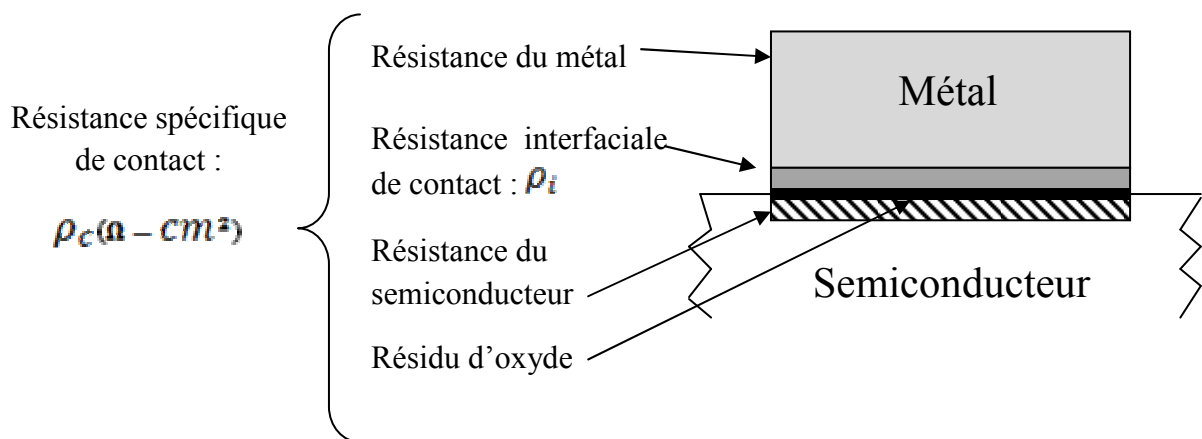 Résistance spécifique
de contact :
ρc(Ω – cm²)
Résistance du métal
Résistance interfaciale
de contact : ρi
Résistance du
semiconducteur
Résidu d’oxyde
Métal
Semiconducteur